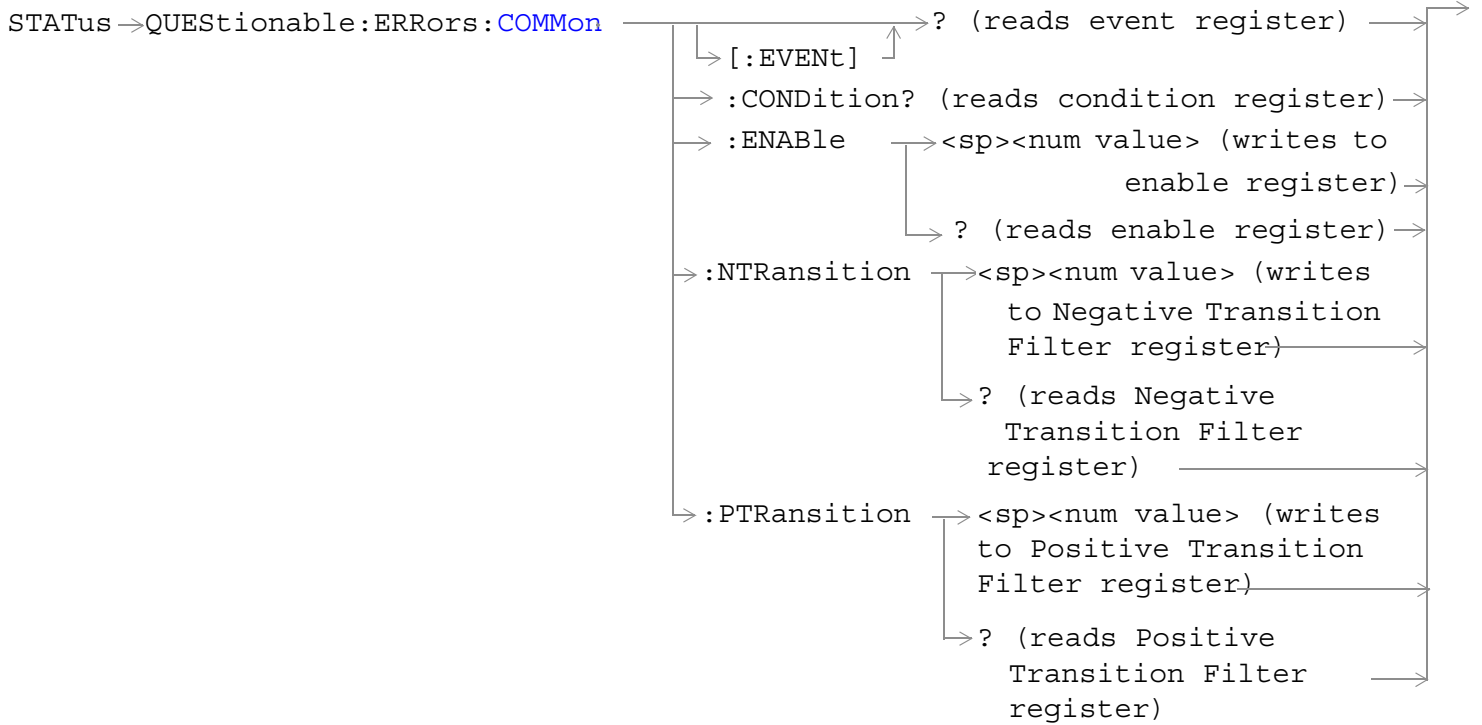 STATus QUEStionable:ERRors:COMMon ? (reads event register)
[:EVENt]
:CONDition? (reads condition register)
:ENABle <sp><num value> (writes to
enable register)
? (reads enable register)
:NTRansition <sp><num value> (writes
to Negative Transition
Filter register)
? (reads Negative
Transition Filter
register)
:PTRansition <sp><num value> (writes
to Positive Transition
Filter register)
? (reads Positive
Transition Filter
register)